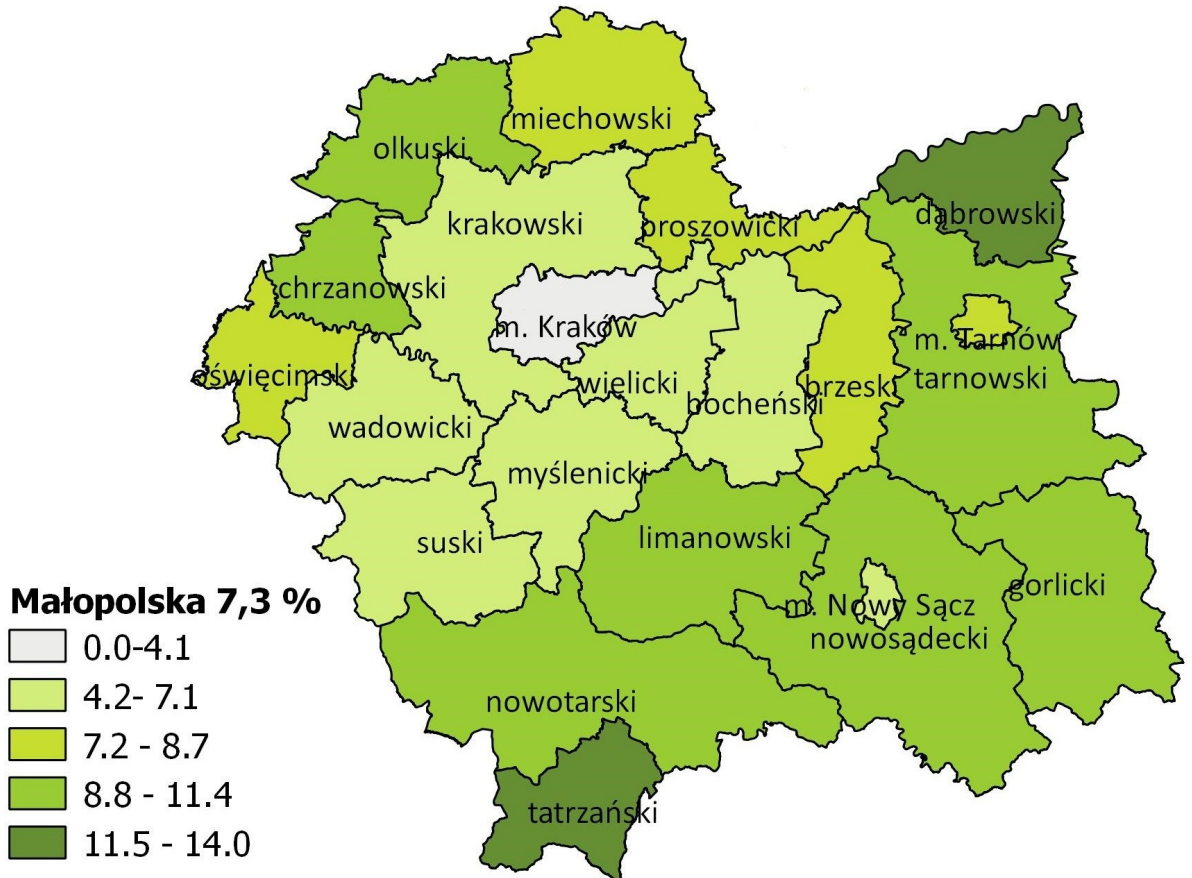 miechowski
olkuski
krakowski
proszowicki
dąbrowski
chrzanowski
m. Kraków
m. Tarnów
oświęcimski
wielicki
bocheński
brzeski
tarnowski
wadowicki
myślenicki
suski
limanowski
gorlicki
m. Nowy Sącz
nowosądecki
nowotarski
tatrzański
Małopolska 7,3 %
0.0-4.1
4.2- 7.1
7.2 - 8.7
8.8 - 11.4
11.5 - 14.0